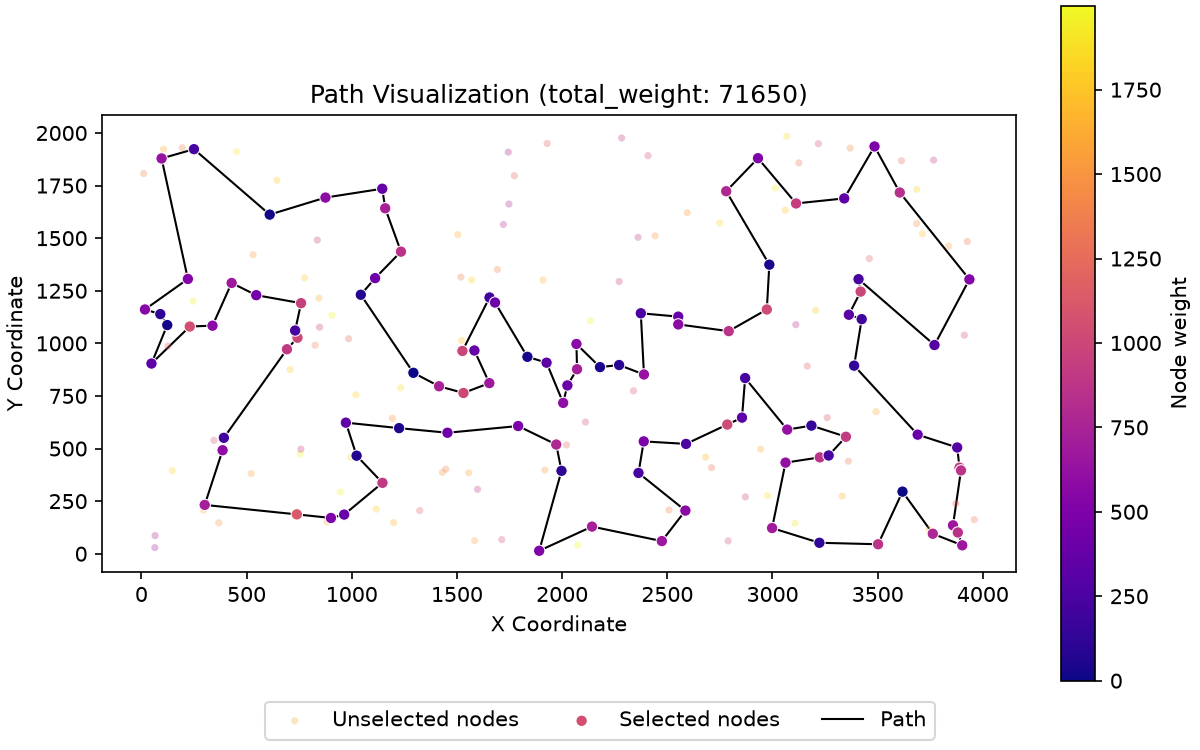 Path Visualization (total_weight: 71650)
2000
1750
1500
1250
1000
750
500
250
0
Y Coordinate
0 500 1000 1500 2000 2500 3000 3500 4000
X Coordinate
1750
1500
1250
1000
750
500
250
0
Node weight
Unselected nodes Selected nodes Path